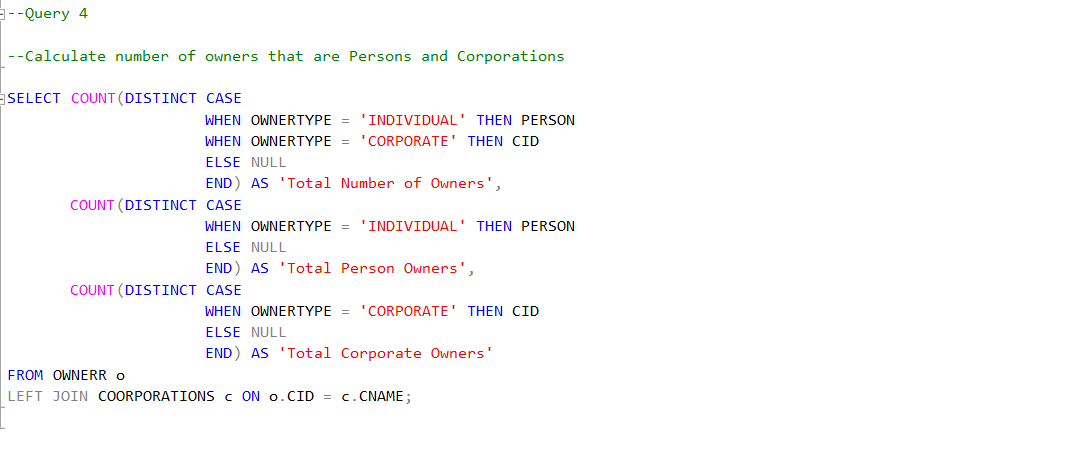 --Query 4
--Calculate number of owners that are Persons and Corporations
SELECT COUNT(DISTINCT CASE
WHEN OWNERTYPE = 'INDIVIDUAL' THEN PERSON
WHEN OWNERTYPE = 'CORPORATE' THEN CID
ELSE NULL
END) AS 'Total Number of Owners',
COUNT(DISTINCT CASE
WHEN OWNERTYPE = 'INDIVIDUAL' THEN PERSON
ELSE NULL
END) AS 'Total Person Owners',
COUNT(DISTINCT CASE
WHEN OWNERTYPE = 'CORPORATE' THEN CID
ELSE NULL
END) AS 'Total Corporate Owners'
FROM OWNERR o
LEFT JOIN COORPORATIONS c ON o.CID = c.CNAME;